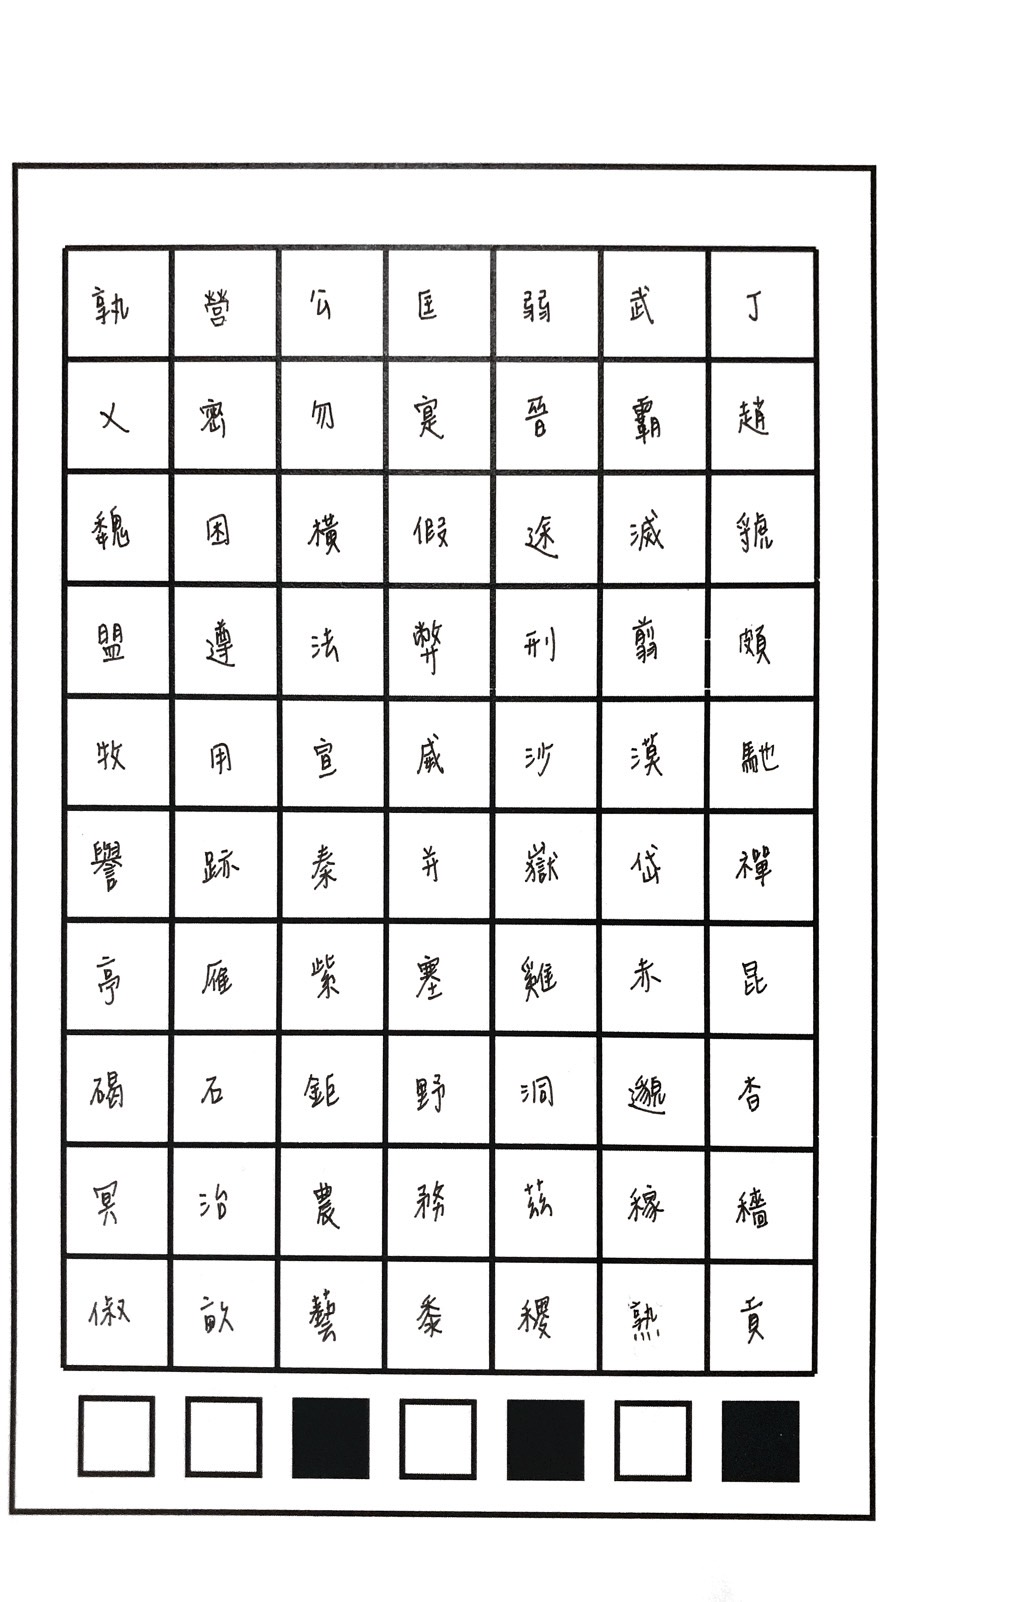 孰營公匡弱武丁
乂密勿寔晉霸趙
魏困橫假途滅虢
盟遵法弊刑翦頗
牧用宣威沙漠馳
譽跡秦并嶽岱禪
亭雁紫塞雞赤昆
碣石鉅野洞邈杳
冥治農務茲稼穡
俶畝藝黍稷熟貢